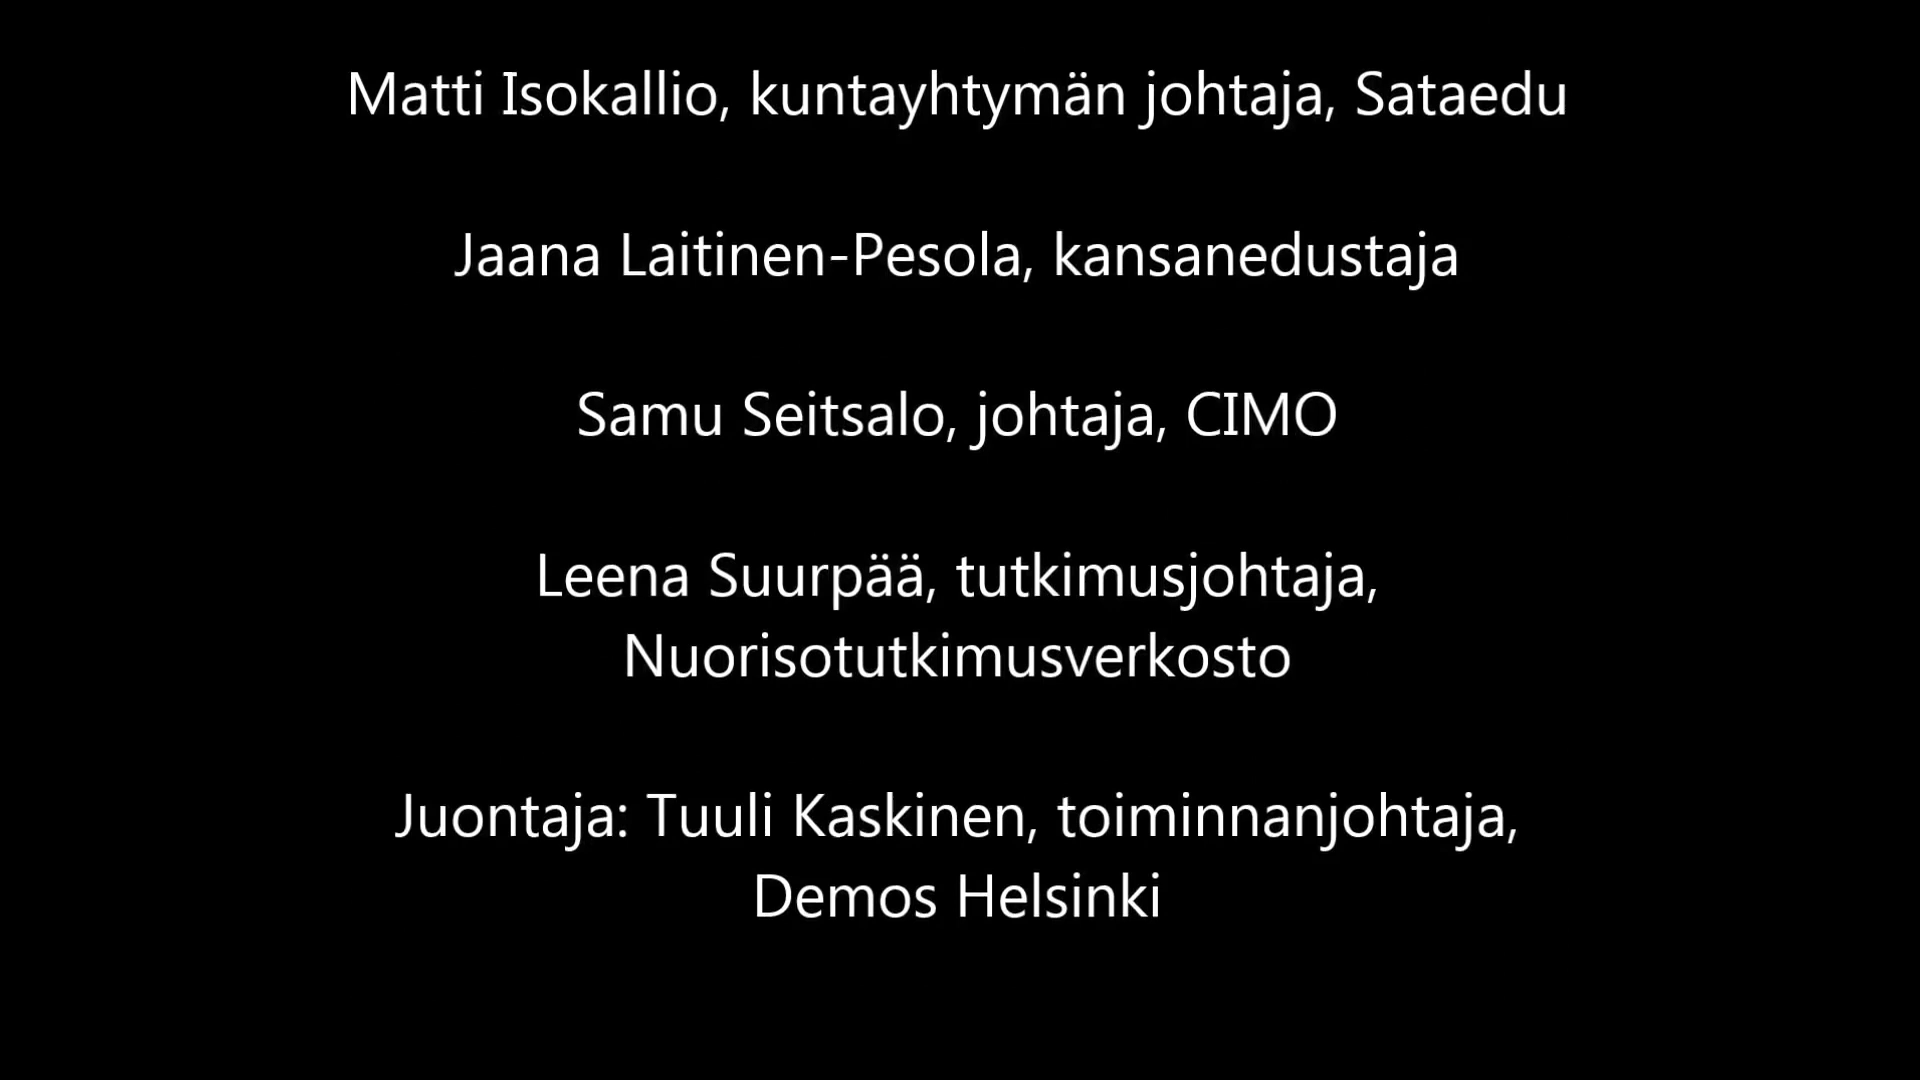 Matti Isokallio, kuntayhtymän johtaja, Sataedu
Jaana Laitinen-Pesola, kansanedustaja
Samu Seitsalo, johtaja, CIMO
Leena Suurpää, tutkimusjohtaja,
Nuorisotutkimusverkosto
Juontaja: Tuuli Kaskinen, toiminnanjohtaja,
Demos Helsinki